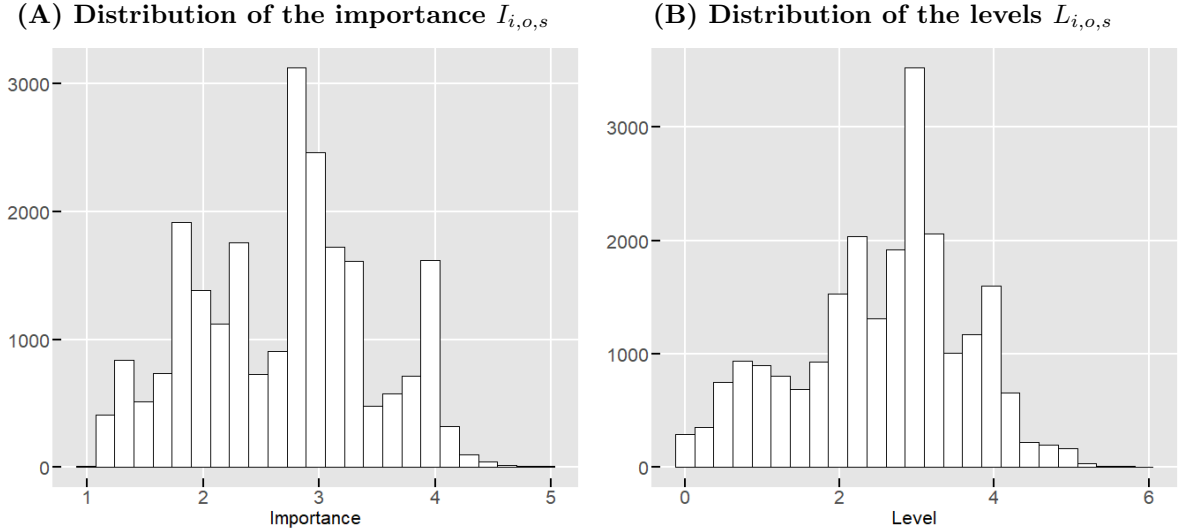 (A) Distribution of the importance I_{i,o,s}
3000
2000
1000
0
1 2 3 4 5
Importance
(B) Distribution of the levels L_{i,o,s}
3000
2000
1000
0
0 2 4 6
Level